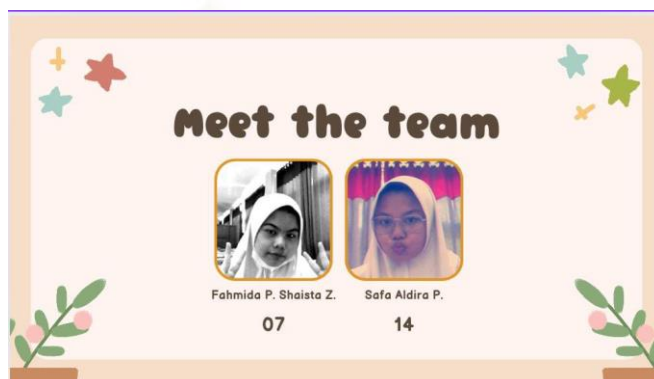 Meet the team
Fahmida P. Shaista Z.
Safa Aldira P.
07
14